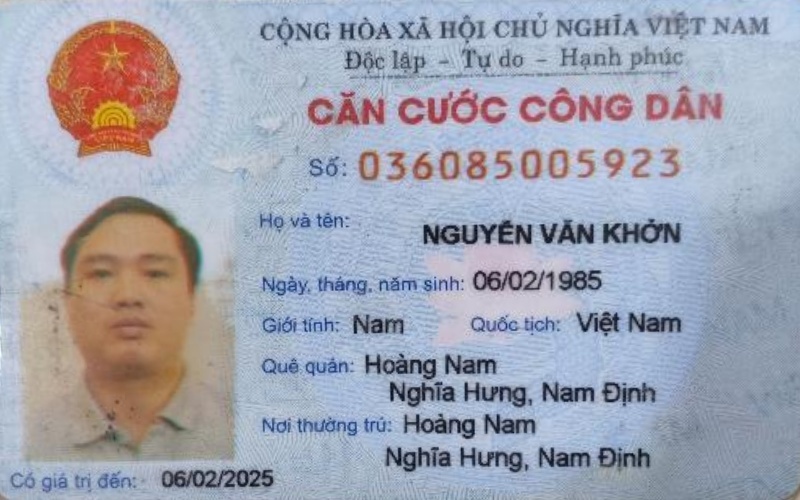 CỘNG HÒA XÃ HỘI CHỦ NGHĨA VIỆT NAM
Độc lập - Tự do - Hạnh phúc
CĂN CƯỚC CÔNG DÂN
Số: 036085005923
Họ và tên:
NGUYỄN VĂN KHỞN
Ngày, tháng, năm sinh: 06/02/1985
Giới tính: Nam Quốc tịch: Việt Nam
Quê quán: Hoàng Nam
Nghĩa Hưng, Nam Định
Nơi thường trú: Hoàng Nam
Nghĩa Hưng, Nam Định
Có giá trị đến: 06/02/2025